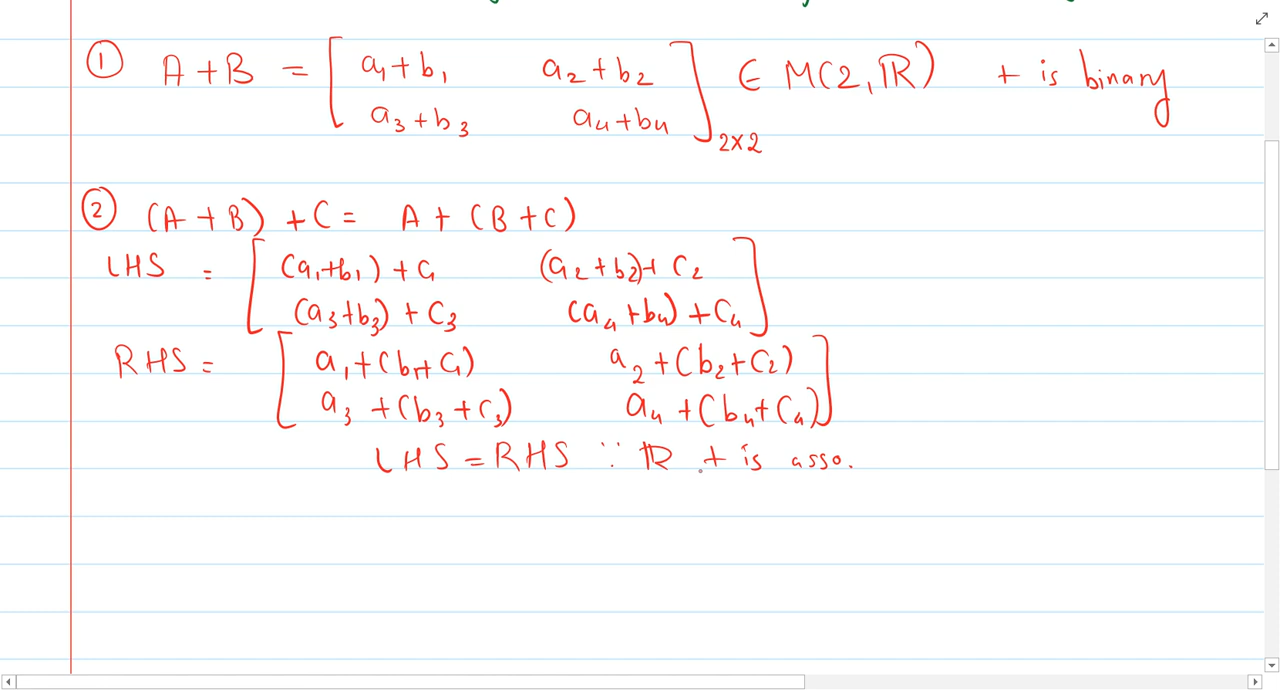 ① A + B = [ a₁+b₁ a₂+b₂ ] ∈ M(2, ℝ) + is binary
a₃+b₃ a₄+b₄
2×2
② (A + B) + C = A + (B + C)
LHS = [ (a₁+b₁) + c₁ (a₂+b₂)+ c₂ ]
(a₃+b₃) + c₃ (a₄+b₄) + c₄
RHS = [ a₁+(b₁+c₁) a₂+(b₂+c₂) ]
a₃ +(b₃+c₃) a₄+(b₄+c₄)
LHS = RHS ∵ ℝ + is asso.